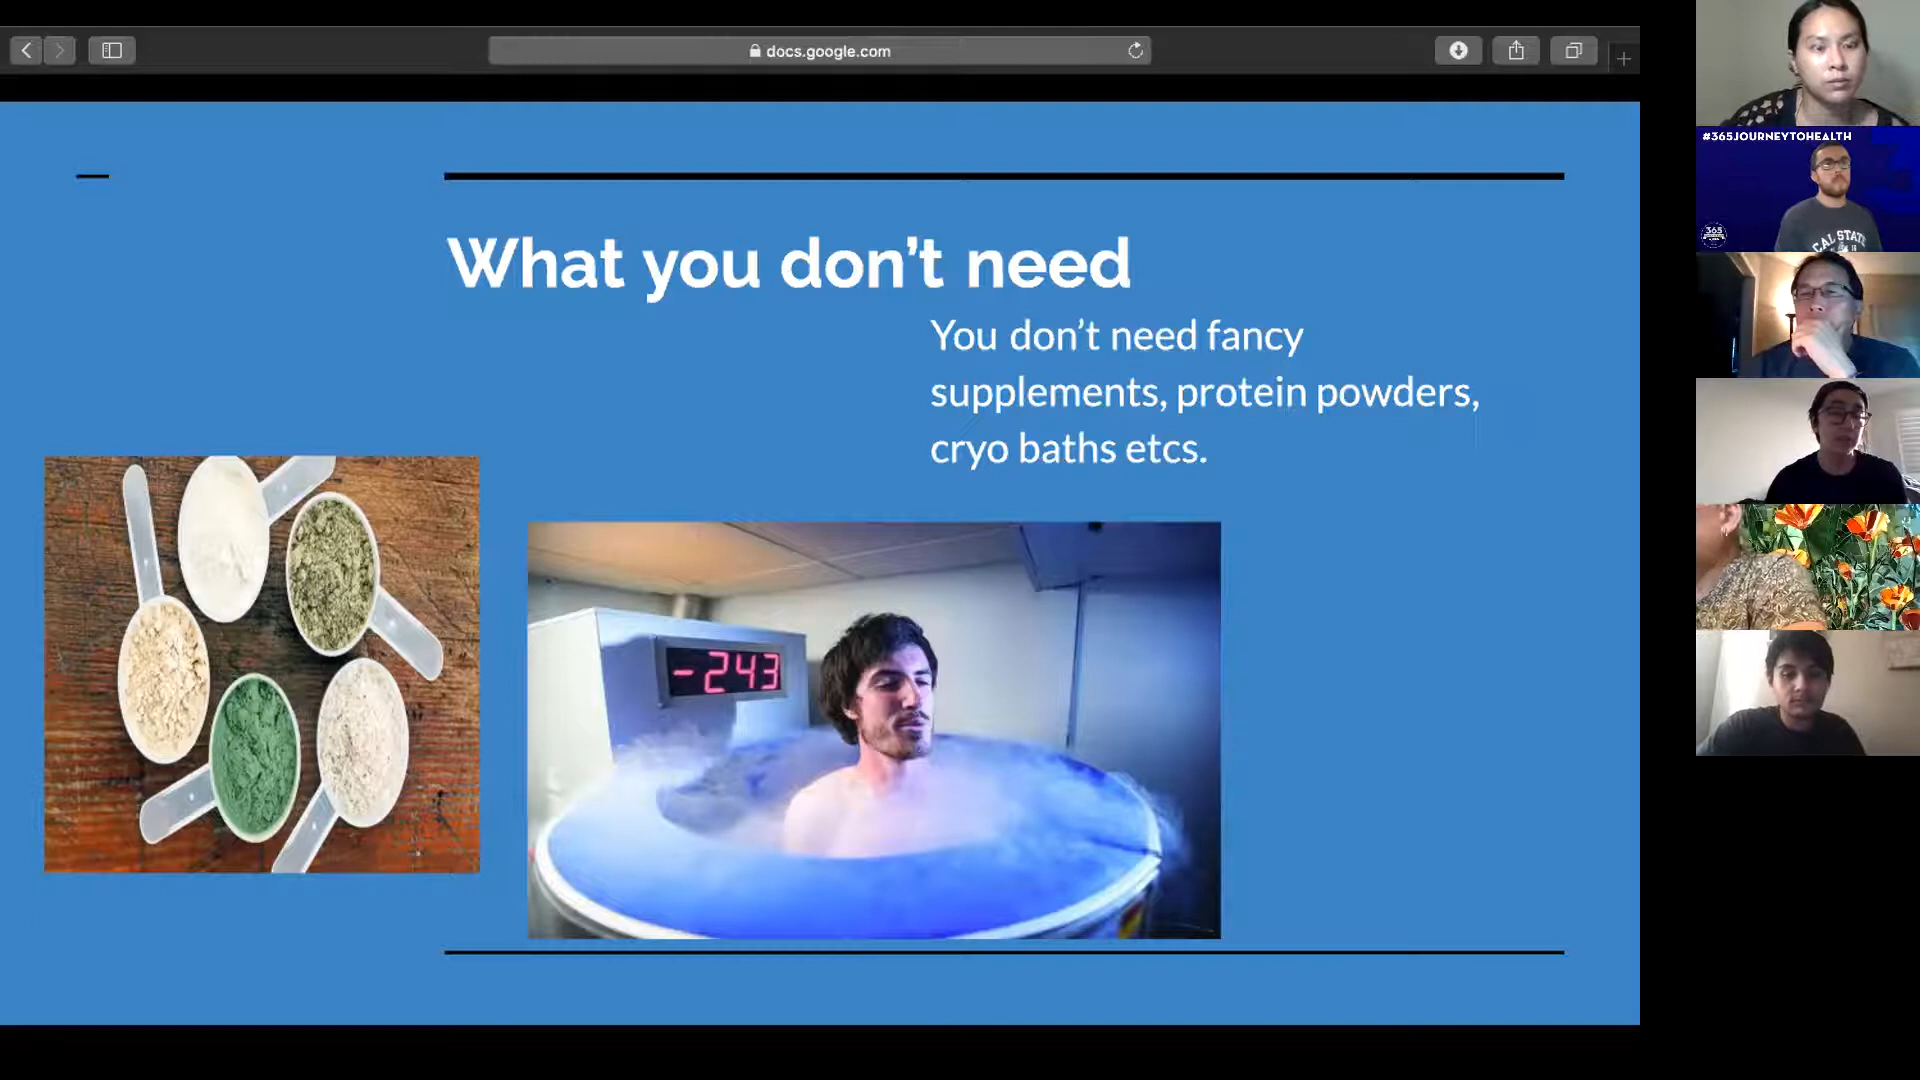 docs.google.com
What you don't need
You don't need fancy
supplements, protein powders,
cryo baths etcs.
-243
#365JOURNEYTOHEALTH
365
CAL STATE